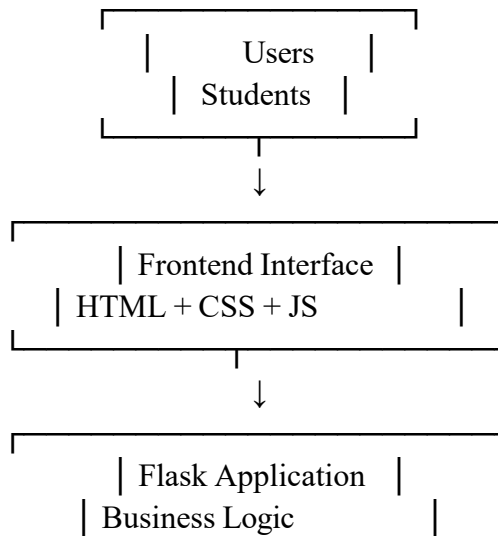 Users
Students
↓
Frontend Interface
HTML + CSS + JS
↓
Flask Application
Business Logic